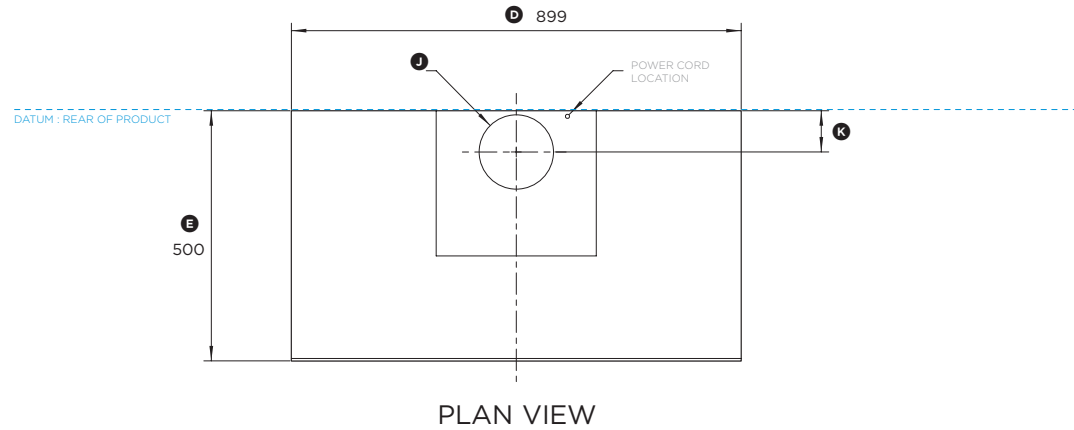 D 899
J
POWER CORD
LOCATION
DATUM : REAR OF PRODUCT
K
E
500
PLAN VIEW